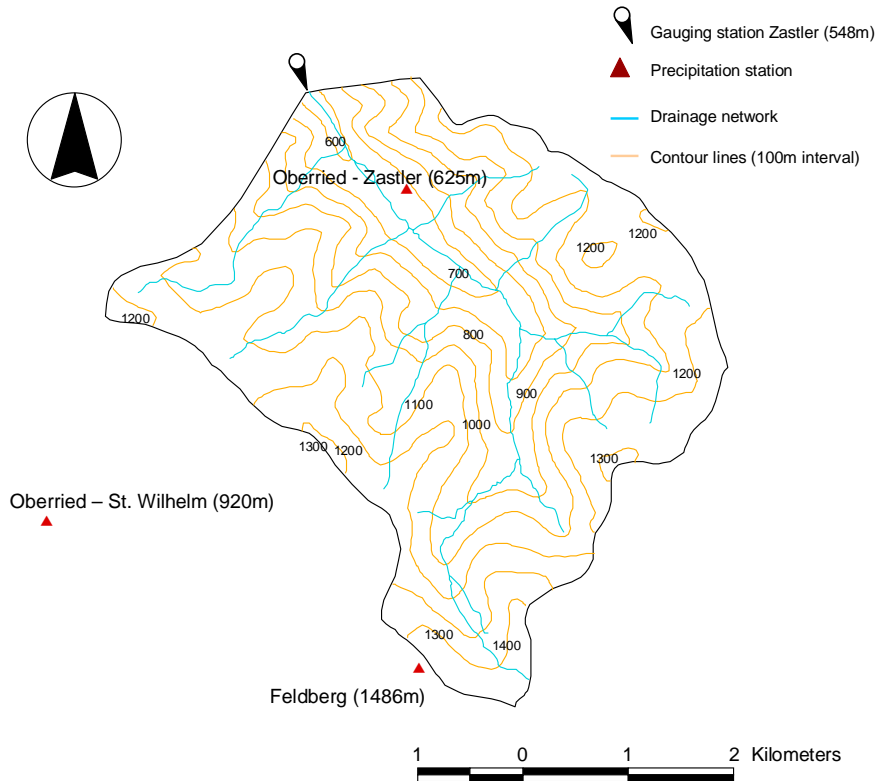 Gauging station Zastler (548m)
Precipitation station
Drainage network
Contour lines (100m interval)
600
Oberried - Zastler (625m)
1200
1200
700
1200
800
1200
900
1100
1000
1300
1200
1300
Oberried – St. Wilhelm (920m)
1300
1400
Feldberg (1486m)
1 0 1 2 Kilometers